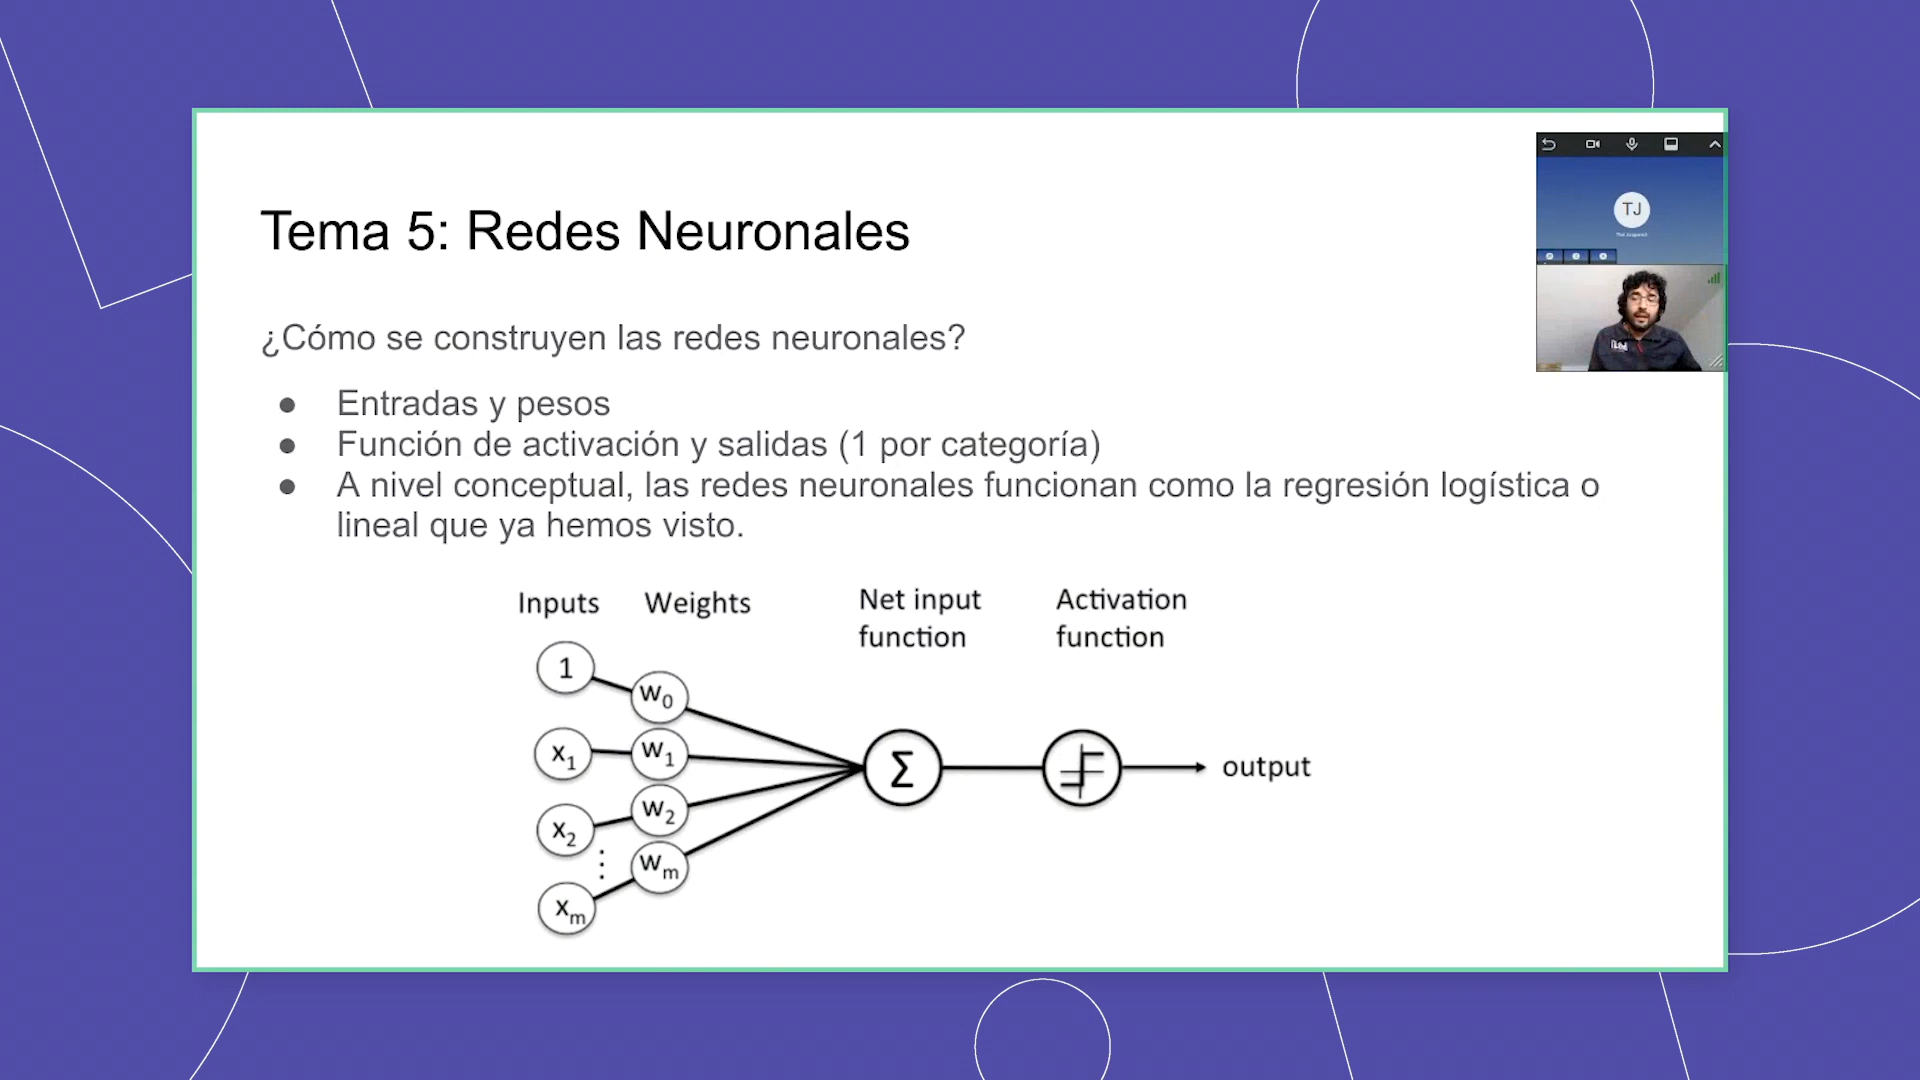 TJ
Tema 5: Redes Neuronales
¿Cómo se construyen las redes neuronales?
● Entradas y pesos
● Función de activación y salidas (1 por categoría)
● A nivel conceptual, las redes neuronales funcionan como la regresión logística o
lineal que ya hemos visto.
Inputs Weights Net input function Activation function
1 w0
x1 w1
Σ output
x2 w2
⋮ wm
xm